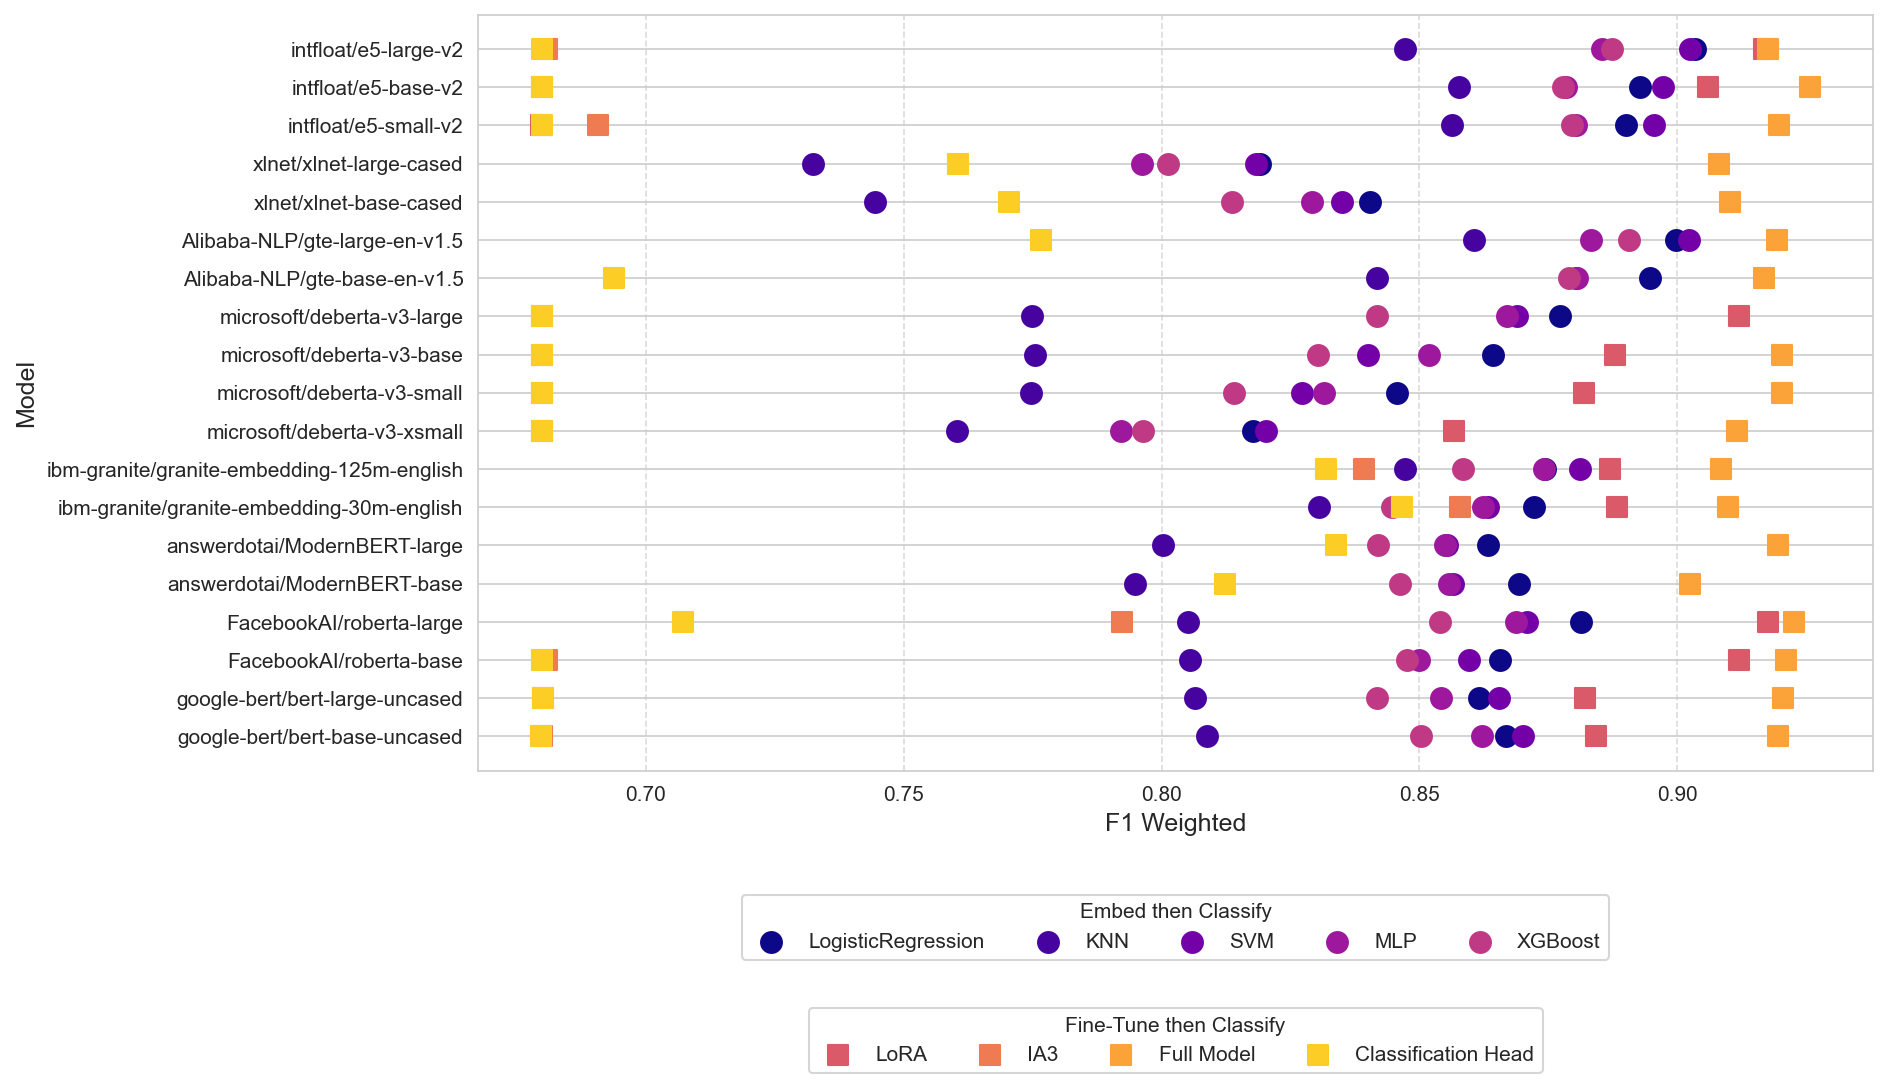 intfloat/e5-large-v2
intfloat/e5-base-v2
intfloat/e5-small-v2
xlnet/xlnet-large-cased
xlnet/xlnet-base-cased
Alibaba-NLP/gte-large-en-v1.5
Alibaba-NLP/gte-base-en-v1.5
microsoft/deberta-v3-large
microsoft/deberta-v3-base
microsoft/deberta-v3-small
microsoft/deberta-v3-xsmall
ibm-granite/granite-embedding-125m-english
ibm-granite/granite-embedding-30m-english
answerdotai/ModernBERT-large
answerdotai/ModernBERT-base
FacebookAI/roberta-large
FacebookAI/roberta-base
google-bert/bert-large-uncased
google-bert/bert-base-uncased
Model
0.70 0.75 0.80 0.85 0.90
F1 Weighted
Embed then Classify
LogisticRegression KNN SVM MLP XGBoost
Fine-Tune then Classify
LoRA IA3 Full Model Classification Head